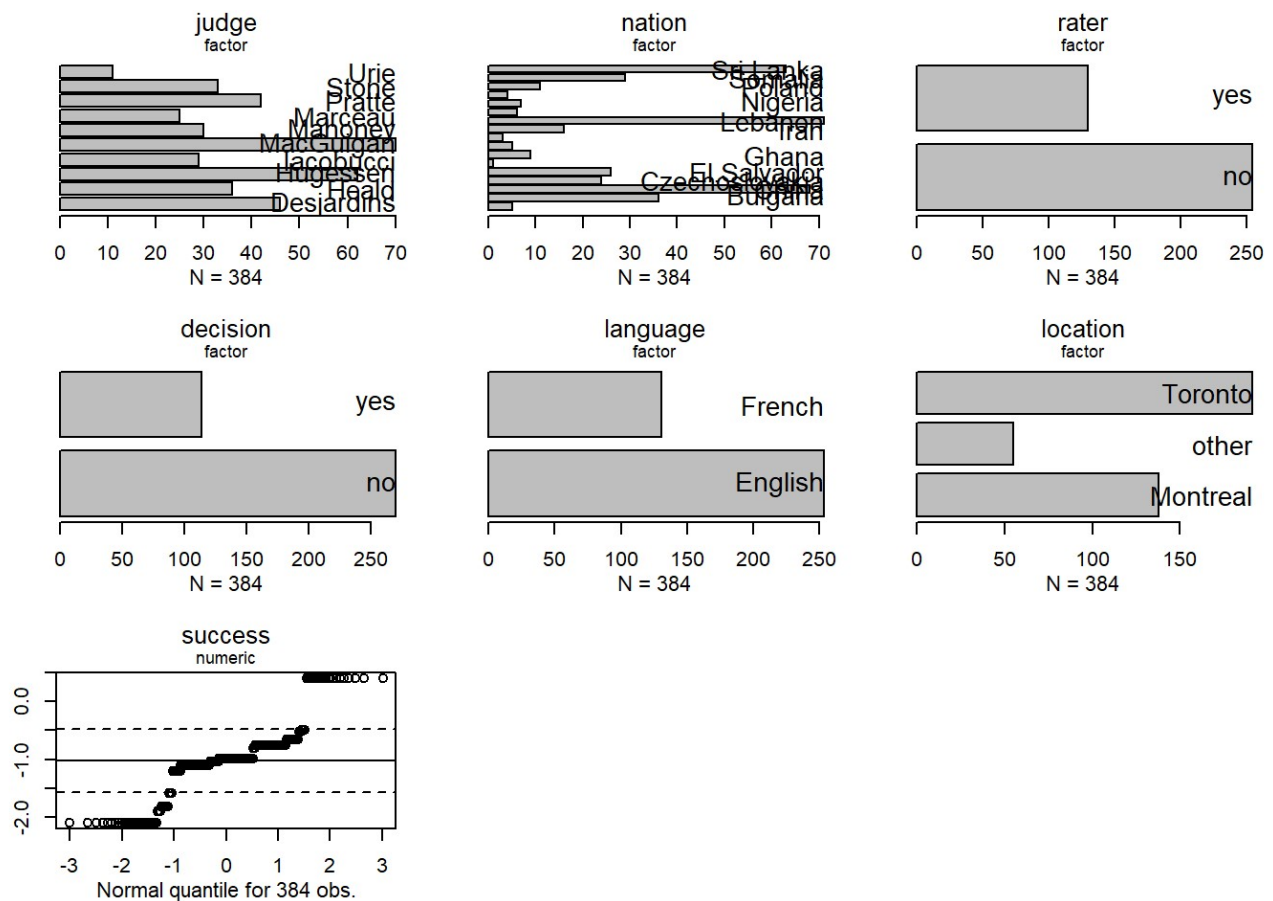 judge
factor
Urie
Stone
Pratte
Marceau
Mahoney
MacGuigan
Iacobucci
Hugessen
Heald
Desjardins
0 10 20 30 40 50 60 70
N = 384
nation
factor
Sri Lanka
Somalia
Poland
Nigeria
Lebanon
Iran
Ghana
El Salvador
Czechoslovakia
Bulgaria
0 10 20 30 40 50 60 70
N = 384
rater
factor
yes
no
0 50 100 150 200 250
N = 384
decision
factor
yes
no
0 50 100 150 200 250
N = 384
language
factor
French
English
0 50 100 150 200 250
N = 384
location
factor
Toronto
other
Montreal
0 50 100 150
N = 384
success
numeric
0.0
-1.0
-2.0
-3 -2 -1 0 1 2 3
Normal quantile for 384 obs.